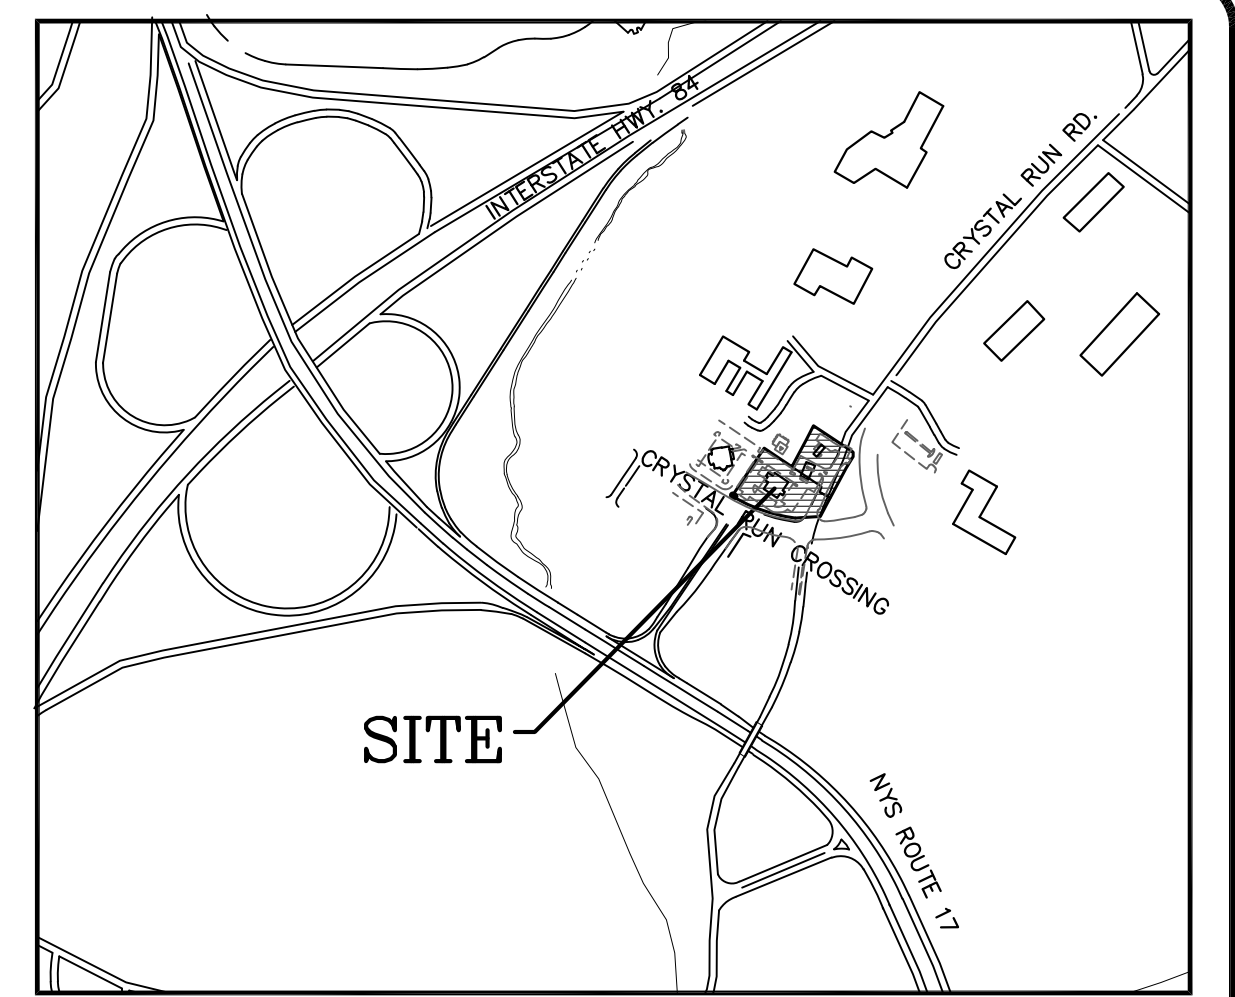 INTERSTATE HWY. 84
CRYSTAL RUN RD.
CRYSTAL RUN CROSSING
SITE
NYS ROUTE 17